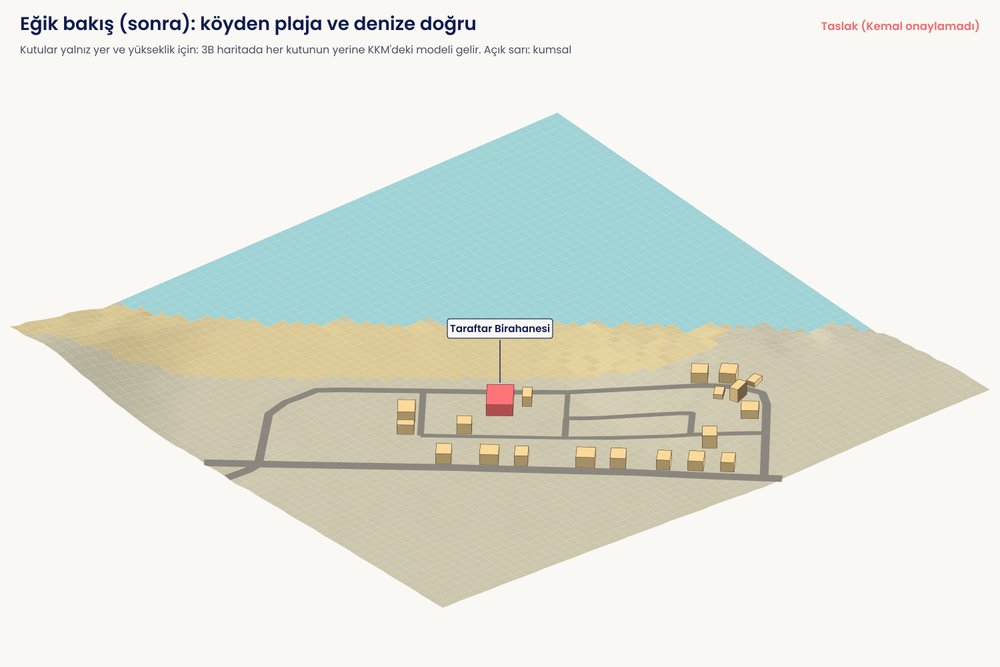 Eğik bakış (sonra): köyden plaja ve denize doğru
Taslak (Kemal onaylamadı)
Kutular yalnız yer ve yükseklik için: 3B haritada her kutunun yerine KKM'deki modeli gelir. Açık sarı: kumsal
Taraftar Birahanesi